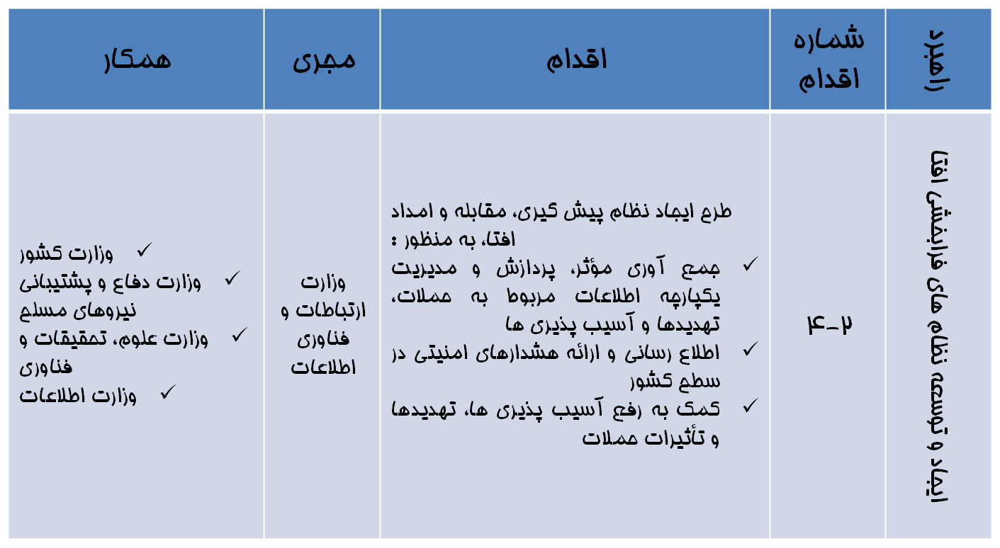 راهبرد
شماره
اقدام
اقدام
مجری
همکار
ایجاد و توسعه نظام های فرابخشی افتا
۴-۲
طرح ایجاد نظام پیش گیری، مقابله و امداد
افتا، به منظور :
✓ جمع آوری مؤثر، پردازش و مدیریت
یکپارچه اطلاعات مربوط به حملات،
تهدیدها و آسیب پذیری ها
✓ اطلاع رسانی و ارائه هشدارهای امنیتی در
سطح کشور
✓ کمک به رفع آسیب پذیری ها، تهدیدها
و تأثیرات حملات
وزارت
ارتباطات و
فناوری
اطلاعات
✓ وزارت کشور
✓ وزارت دفاع و پشتیبانی
نیروهای مسلح
✓ وزارت علوم، تحقیقات و
فناوری
✓ وزارت اطلاعات